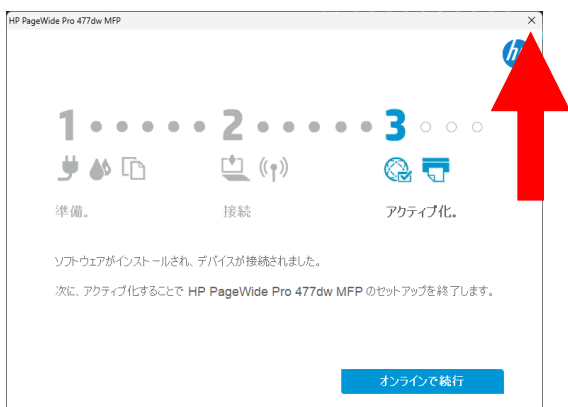 HP PageWide Pro 477dw MFP
hp
1 2 3
準備。 接続 アクティブ化。
ソフトウェアがインストールされ、デバイスが接続されました。
次に、アクティブ化することで HP PageWide Pro 477dw MFP のセットアップを終了します。
オンラインで続行